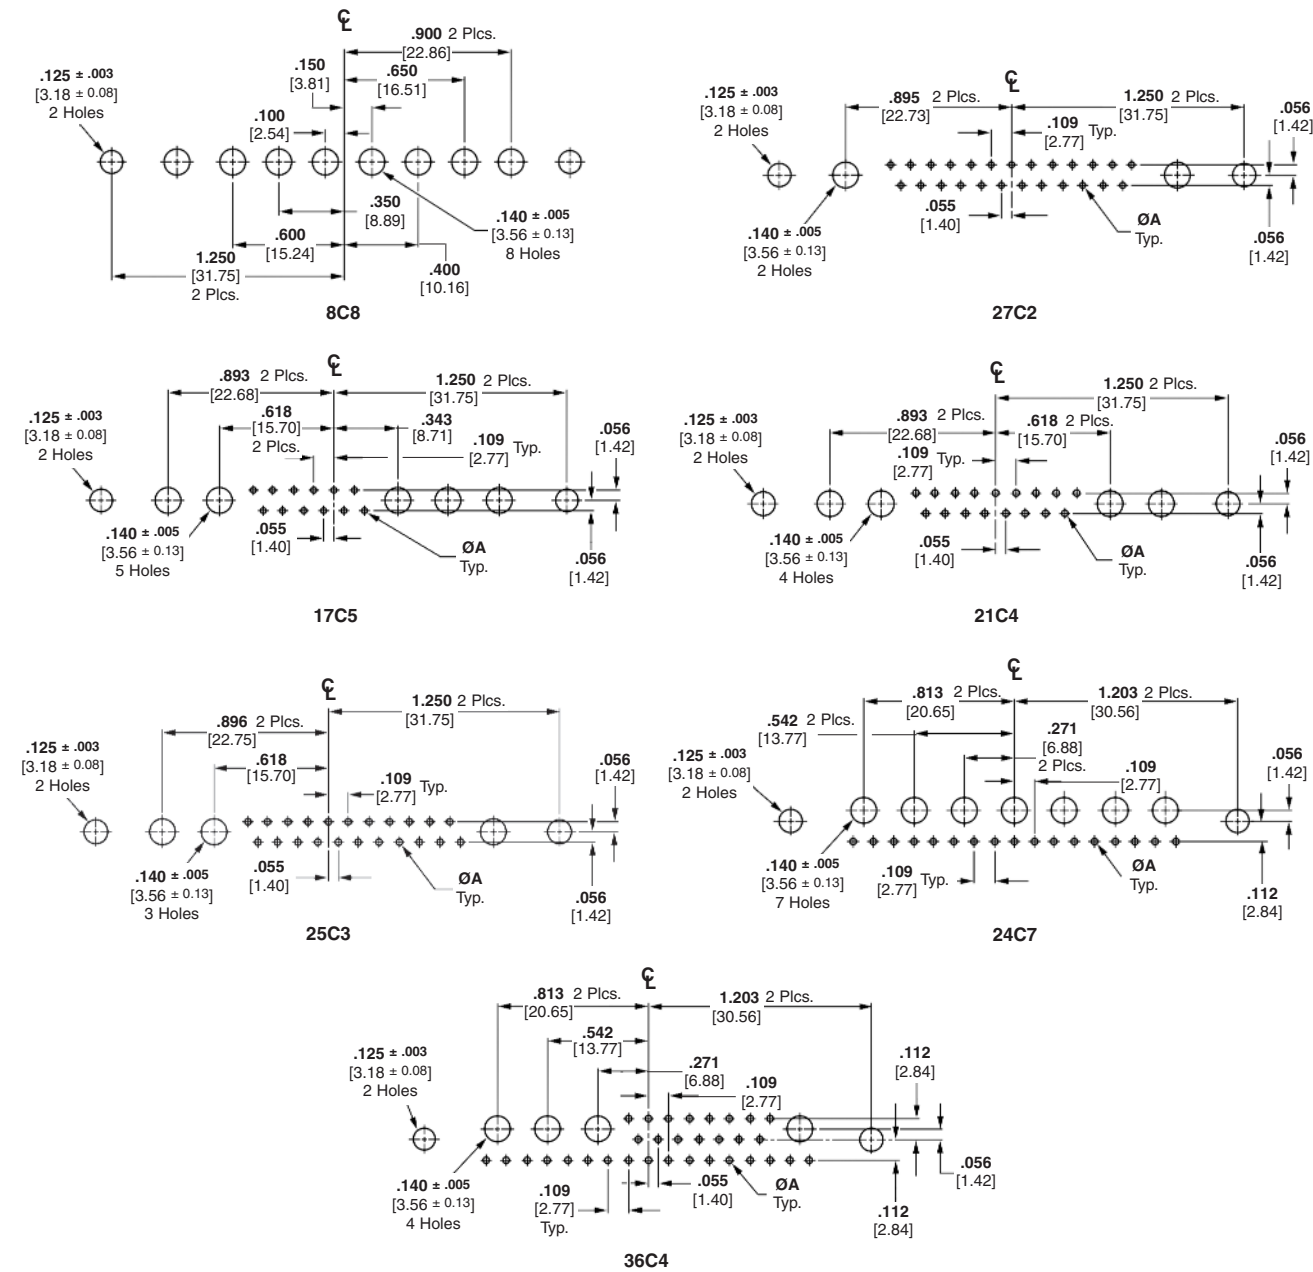 ℄
.900 2 Plcs.
[22.86]
.150
[3.81]
.650
[16.51]
.125 ± .003
[3.18 ± 0.08]
2 Holes
.100
[2.54]
.350
[8.89]
.140 ± .005
[3.56 ± 0.13]
8 Holes
.600
[15.24]
.400
[10.16]
1.250
[31.75]
2 Plcs.
8C8
℄
.125 ± .003
[3.18 ± 0.08]
2 Holes
.895 2 Plcs.
[22.73]
1.250 2 Plcs.
[31.75]
.056
[1.42]
.109 Typ.
[2.77]
.055
[1.40]
ØA
Typ.
.140 ± .005
[3.56 ± 0.13]
2 Holes
.056
[1.42]
27C2
℄
.893 2 Plcs.
[22.68]
1.250 2 Plcs.
[31.75]
.125 ± .003
[3.18 ± 0.08]
2 Holes
.618
[15.70]
2 Plcs.
.343
[8.71]
.109 Typ.
[2.77]
.056
[1.42]
.140 ± .005
[3.56 ± 0.13]
5 Holes
.055
[1.40]
ØA
Typ.
.056
[1.42]
17C5
℄
1.250 2 Plcs.
[31.75]
.125 ± .003
[3.18 ± 0.08]
2 Holes
.893 2 Plcs.
[22.68]
.618 2 Plcs.
[15.70]
.109 Typ.
[2.77]
.056
[1.42]
.140 ± .005
[3.56 ± 0.13]
4 Holes
.055
[1.40]
ØA
Typ.
.056
[1.42]
21C4
℄
1.250 2 Plcs.
[31.75]
.896 2 Plcs.
[22.75]
.125 ± .003
[3.18 ± 0.08]
2 Holes
.618
[15.70]
.109 Typ.
[2.77]
.056
[1.42]
.140 ± .005
[3.56 ± 0.13]
3 Holes
.055
[1.40]
ØA
Typ.
.056
[1.42]
25C3
℄
.813 2 Plcs.
[20.65]
1.203 2 Plcs.
[30.56]
.542 2 Plcs.
[13.77]
.271
[6.88]
2 Plcs.
.125 ± .003
[3.18 ± 0.08]
2 Holes
.109
[2.77]
.056
[1.42]
.140 ± .005
[3.56 ± 0.13]
7 Holes
.109 Typ.
[2.77]
ØA
Typ.
.112
[2.84]
24C7
℄
.813 2 Plcs.
[20.65]
1.203 2 Plcs.
[30.56]
.542
[13.77]
.125 ± .003
[3.18 ± 0.08]
2 Holes
.271
[6.88]
.109
[2.77]
.112
[2.84]
.140 ± .005
[3.56 ± 0.13]
4 Holes
.109
[2.77]
Typ.
.055
[1.40]
ØA
Typ.
.056
[1.42]
.112
[2.84]
36C4